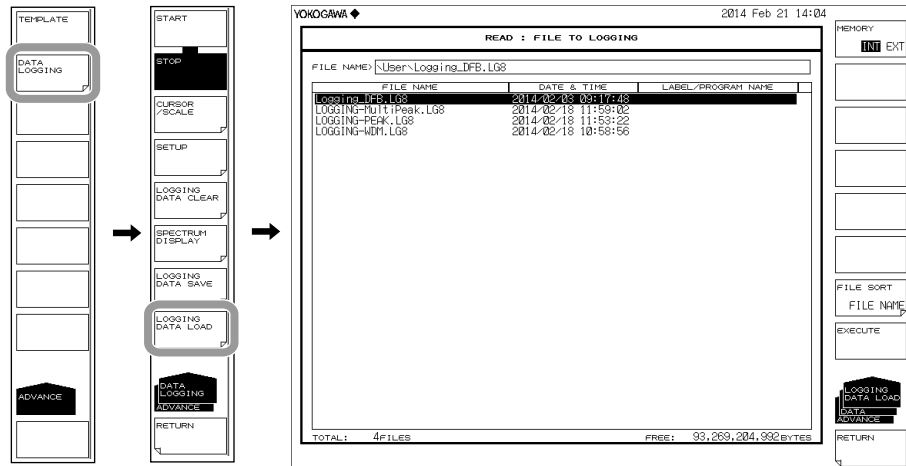 TEMPLATE
DATA
LOGGING
ADVANCE
START
STOP
CURSOR
/SCALE
SETUP
LOGGING
DATA CLEAR
SPECTRUM
DISPLAY
LOGGING
DATA SAVE
LOGGING
DATA LOAD
DATA
LOGGING
ADVANCE
RETURN
YOKOGAWA 2014 Feb 21 14:04
READ : FILE TO LOGGING
FILE NAME> \User\Logging_DFB.LG8
FILE NAME DATE & TIME LABEL/PROGRAM NAME
Logging_DFB.LG8 2014/02/03 09:17:48
LOGGING-MultiPeak.LG8 2014/02/18 11:59:02
LOGGING-PEAK.LG8 2014/02/18 11:53:22
LOGGING-WDM.LG8 2014/02/18 10:58:56
TOTAL: 4FILES FREE: 93,269,204,992BYTES
MEMORY
INT EXT
FILE SORT
FILE NAME
EXECUTE
LOGGING
DATA LOAD
DATA
ADVANCE
RETURN